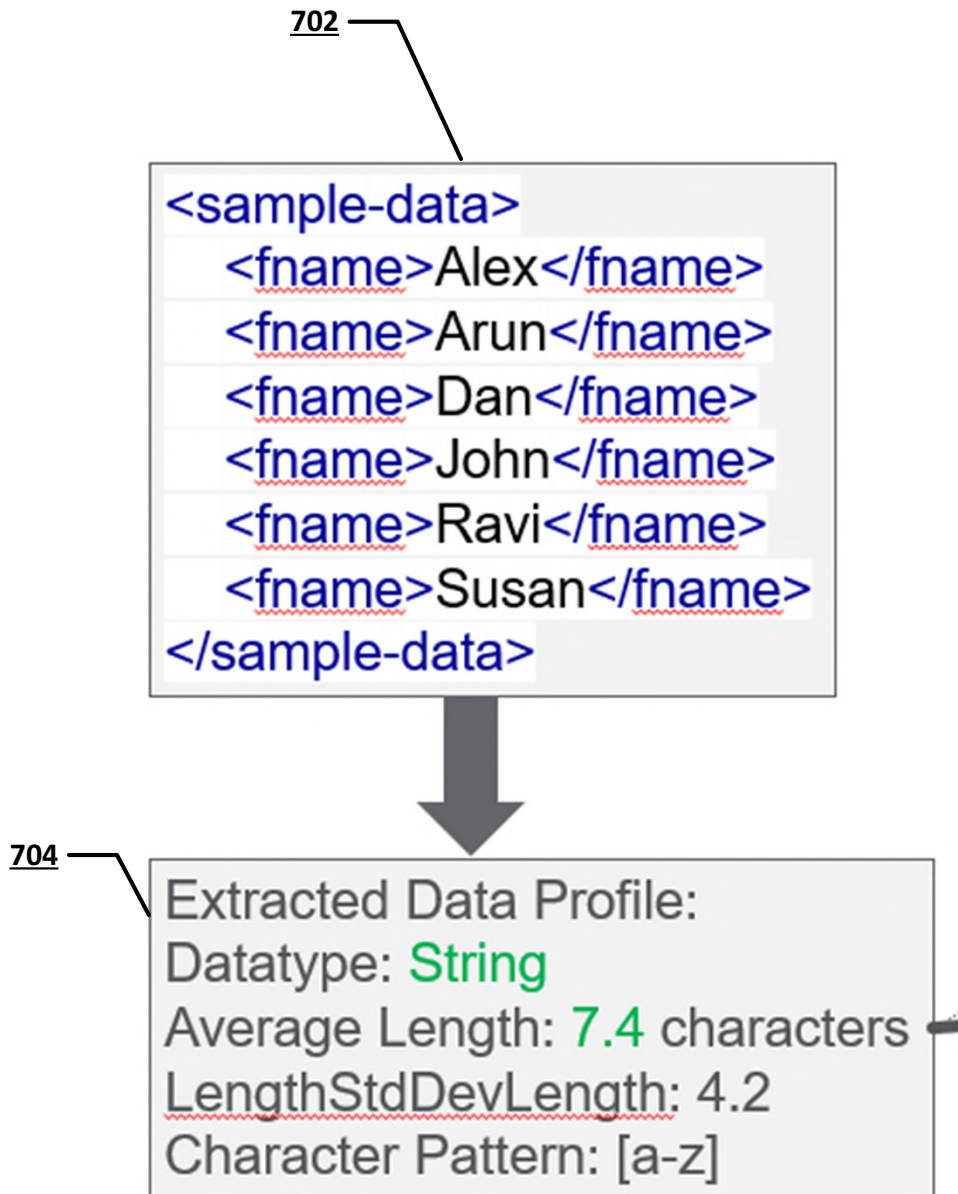 702
<sample-data>
<fname>Alex</fname>
<fname>Arun</fname>
<fname>Dan</fname>
<fname>John</fname>
<fname>Ravi</fname>
<fname>Susan</fname>
</sample-data>
704
Extracted Data Profile:
Datatype: String
Average Length: 7.4 characters
LengthStdDevLength: 4.2
Character Pattern: [a-z]